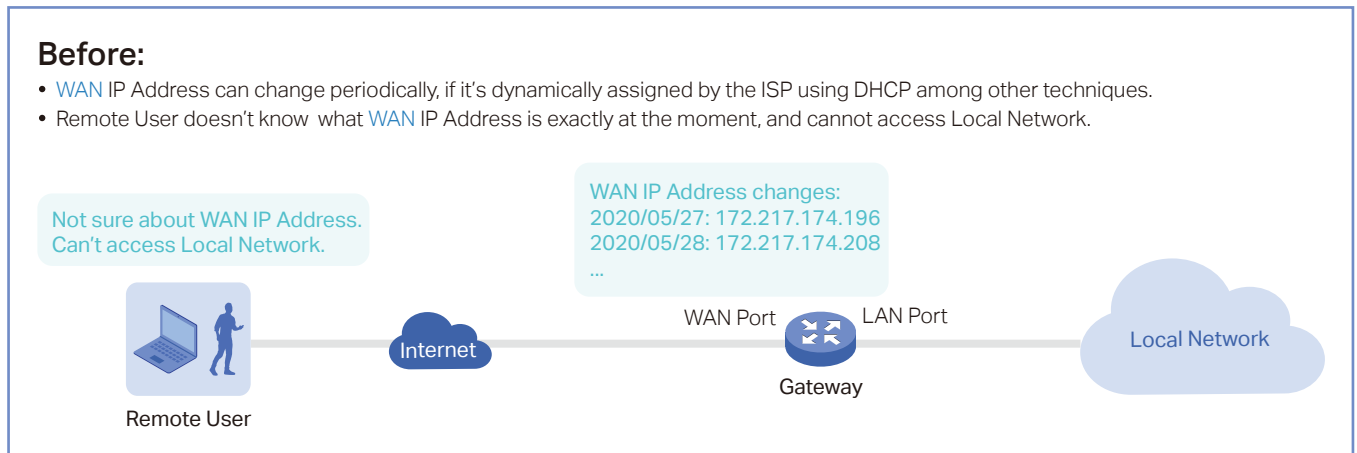 Before:
• WAN IP Address can change periodically, if it's dynamically assigned by the ISP using DHCP among other techniques.
• Remote User doesn't know what WAN IP Address is exactly at the moment, and cannot access Local Network.
WAN IP Address changes:
2020/05/27: 172.217.174.196
2020/05/28: 172.217.174.208
...
Not sure about WAN IP Address.
Can't access Local Network.
WAN Port
LAN Port
Internet
Local Network
Gateway
Remote User